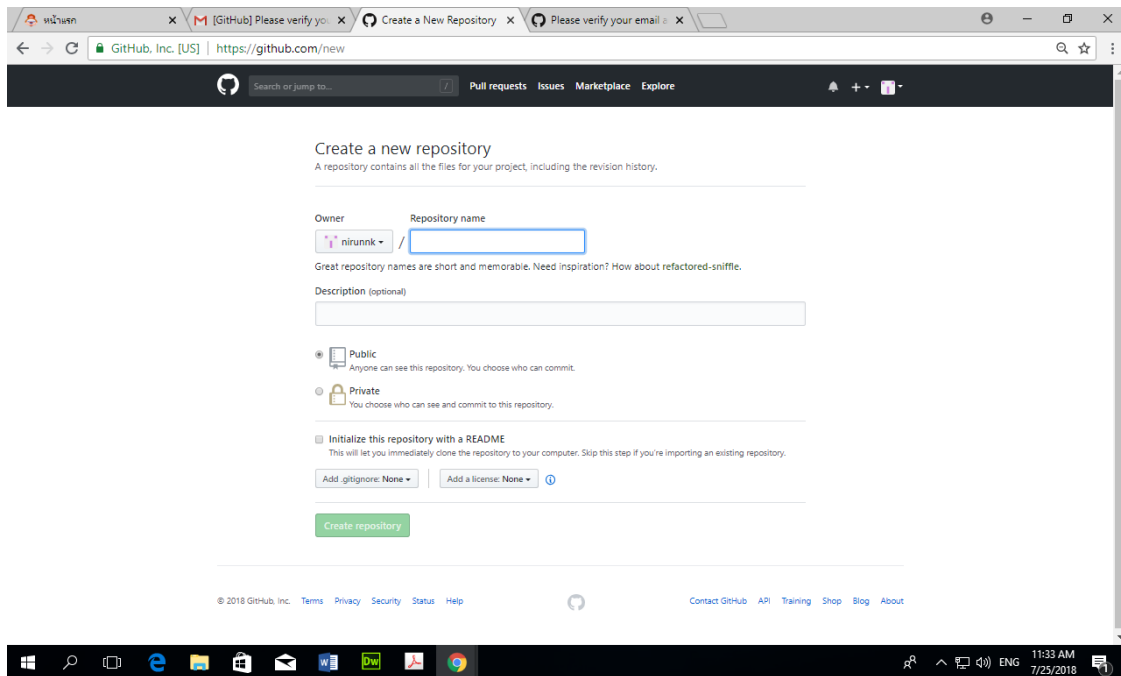 หน้าแรก
[GitHub] Please verify you
Create a New Repository
Please verify your email a
GitHub, Inc. [US] | https://github.com/new
Search or jump to...
/
Pull requests Issues Marketplace Explore
Create a new repository
A repository contains all the files for your project, including the revision history.
Owner
Repository name
nirunnk
/
Great repository names are short and memorable. Need inspiration? How about refactored-sniffle.
Description (optional)
Public
Anyone can see this repository. You choose who can commit.
Private
You choose who can see and commit to this repository.
Initialize this repository with a README
This will let you immediately clone the repository to your computer. Skip this step if you're importing an existing repository.
Add .gitignore: None
Add a license: None
Create repository
© 2018 GitHub, Inc. Terms Privacy Security Status Help
Contact GitHub API Training Shop Blog About
Dw
ENG
11:33 AM
7/25/2018
1